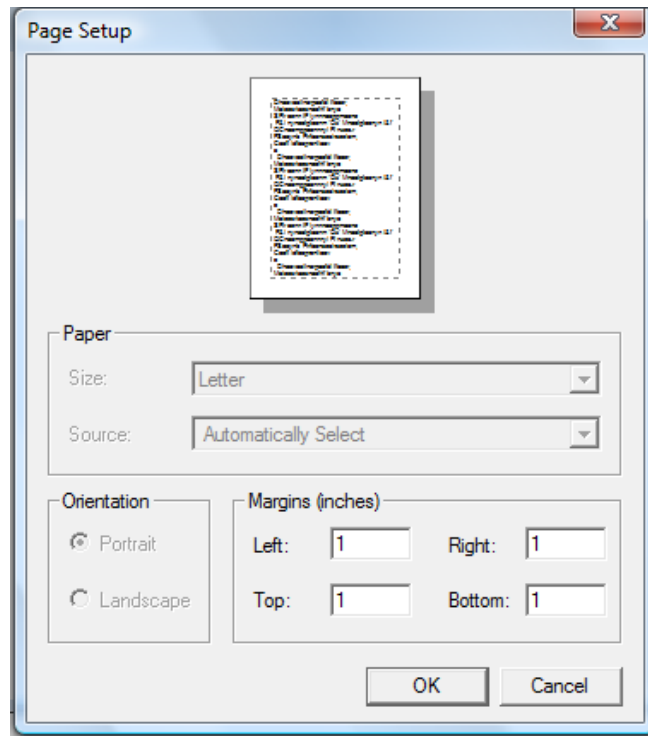 Page Setup
Paper
Size: Letter
Source: Automatically Select
Orientation
Portrait
Landscape
Margins (inches)
Left: 1 Right: 1
Top: 1 Bottom: 1
OK Cancel